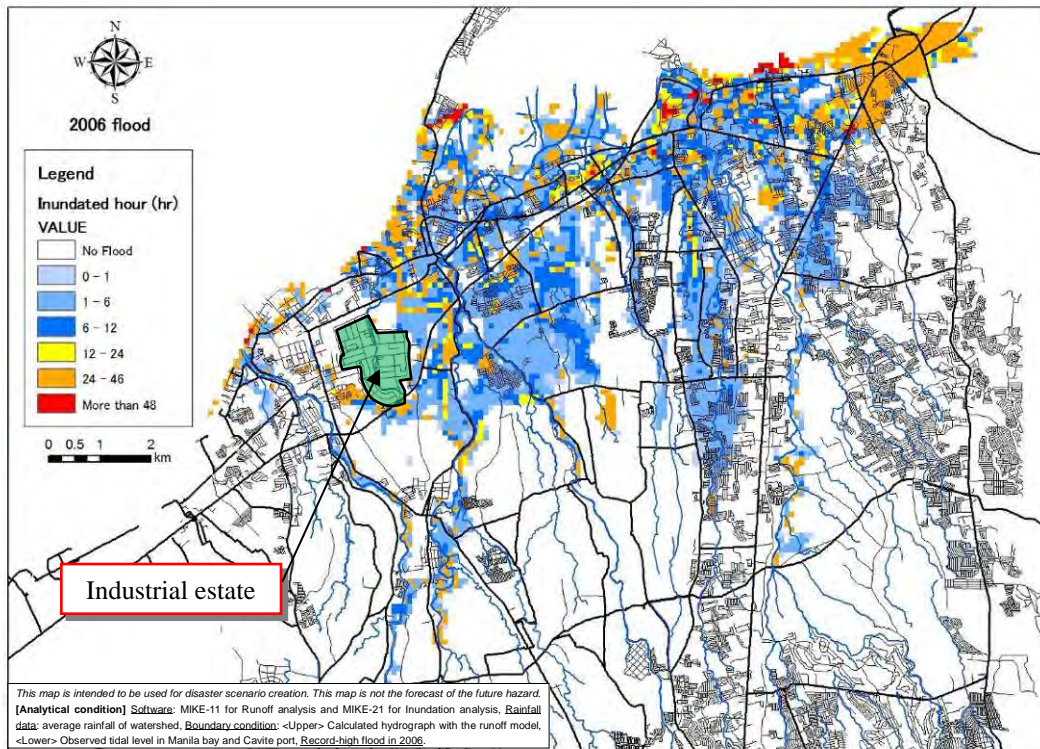 N
W E
S
2006 flood
Legend
Inundated hour (hr)
VALUE
No Flood
0 - 1
1 - 6
6 - 12
12 - 24
24 - 46
More than 48
0 0.5 1 2
km
Industrial estate
This map is intended to be used for disaster scenario creation. This map is not the forecast of the future hazard.
[Analytical condition] Software: MIKE-11 for Runoff analysis and MIKE-21 for Inundation analysis, Rainfall
data: average rainfall of watershed, Boundary condition: <Upper> Calculated hydrograph with the runoff model,
<Lower> Observed tidal level in Manila bay and Cavite port, Record-high flood in 2006.